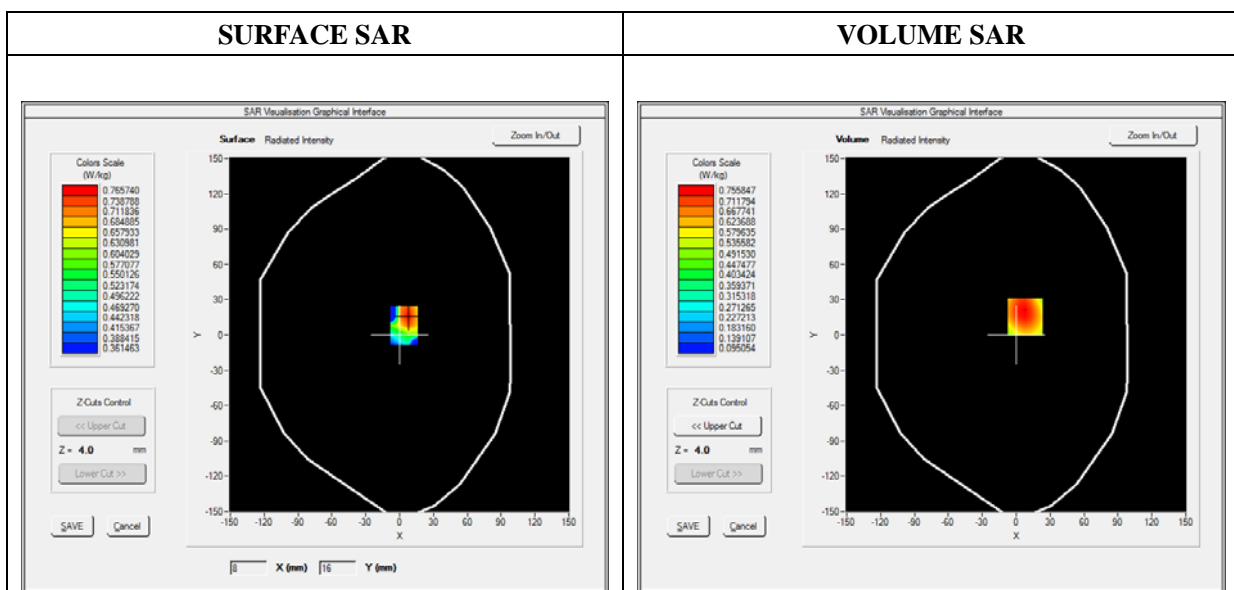 SURFACE SAR
VOLUME SAR
SAR Visualisation Graphical Interface
Surface Radiated Intensity
Zoom In/Out
Colors Scale
(W/kg)
0.765740
0.738788
0.711836
0.684885
0.657933
0.630981
0.604029
0.577077
0.550126
0.523174
0.496222
0.469270
0.442318
0.415367
0.388415
0.361463
Z-Cuts Control
<< Upper Cut
Z = 4.0 mm
Lower Cut >>
SAVE Cancel
150
120
90
60
30
0
-30
-60
-90
-120
-150
Y
-150 -120 -90 -60 -30 0 30 60 90 120 150
X
8 X (mm) 16 Y (mm)
SAR Visualisation Graphical Interface
Volume Radiated Intensity
Zoom In/Out
Colors Scale
(W/kg)
0.755847
0.711794
0.667741
0.623688
0.579635
0.535582
0.491530
0.447477
0.403424
0.359371
0.315318
0.271265
0.227213
0.183160
0.139107
0.095054
Z-Cuts Control
<< Upper Cut
Z = 4.0 mm
Lower Cut >>
SAVE Cancel
150
120
90
60
30
0
-30
-60
-90
-120
-150
Y
-150 -120 -90 -60 -30 0 30 60 90 120 150
X